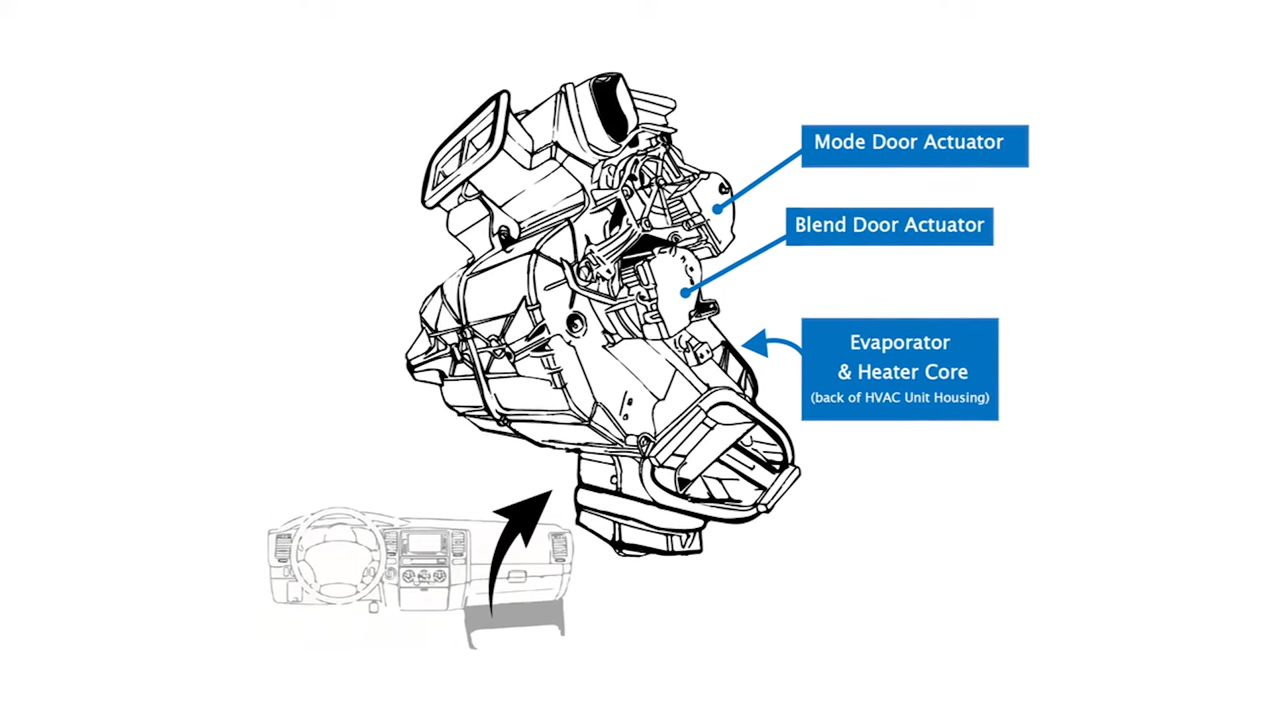 Mode Door Actuator
Blend Door Actuator
Evaporator
& Heater Core
(back of HVAC Unit Housing)